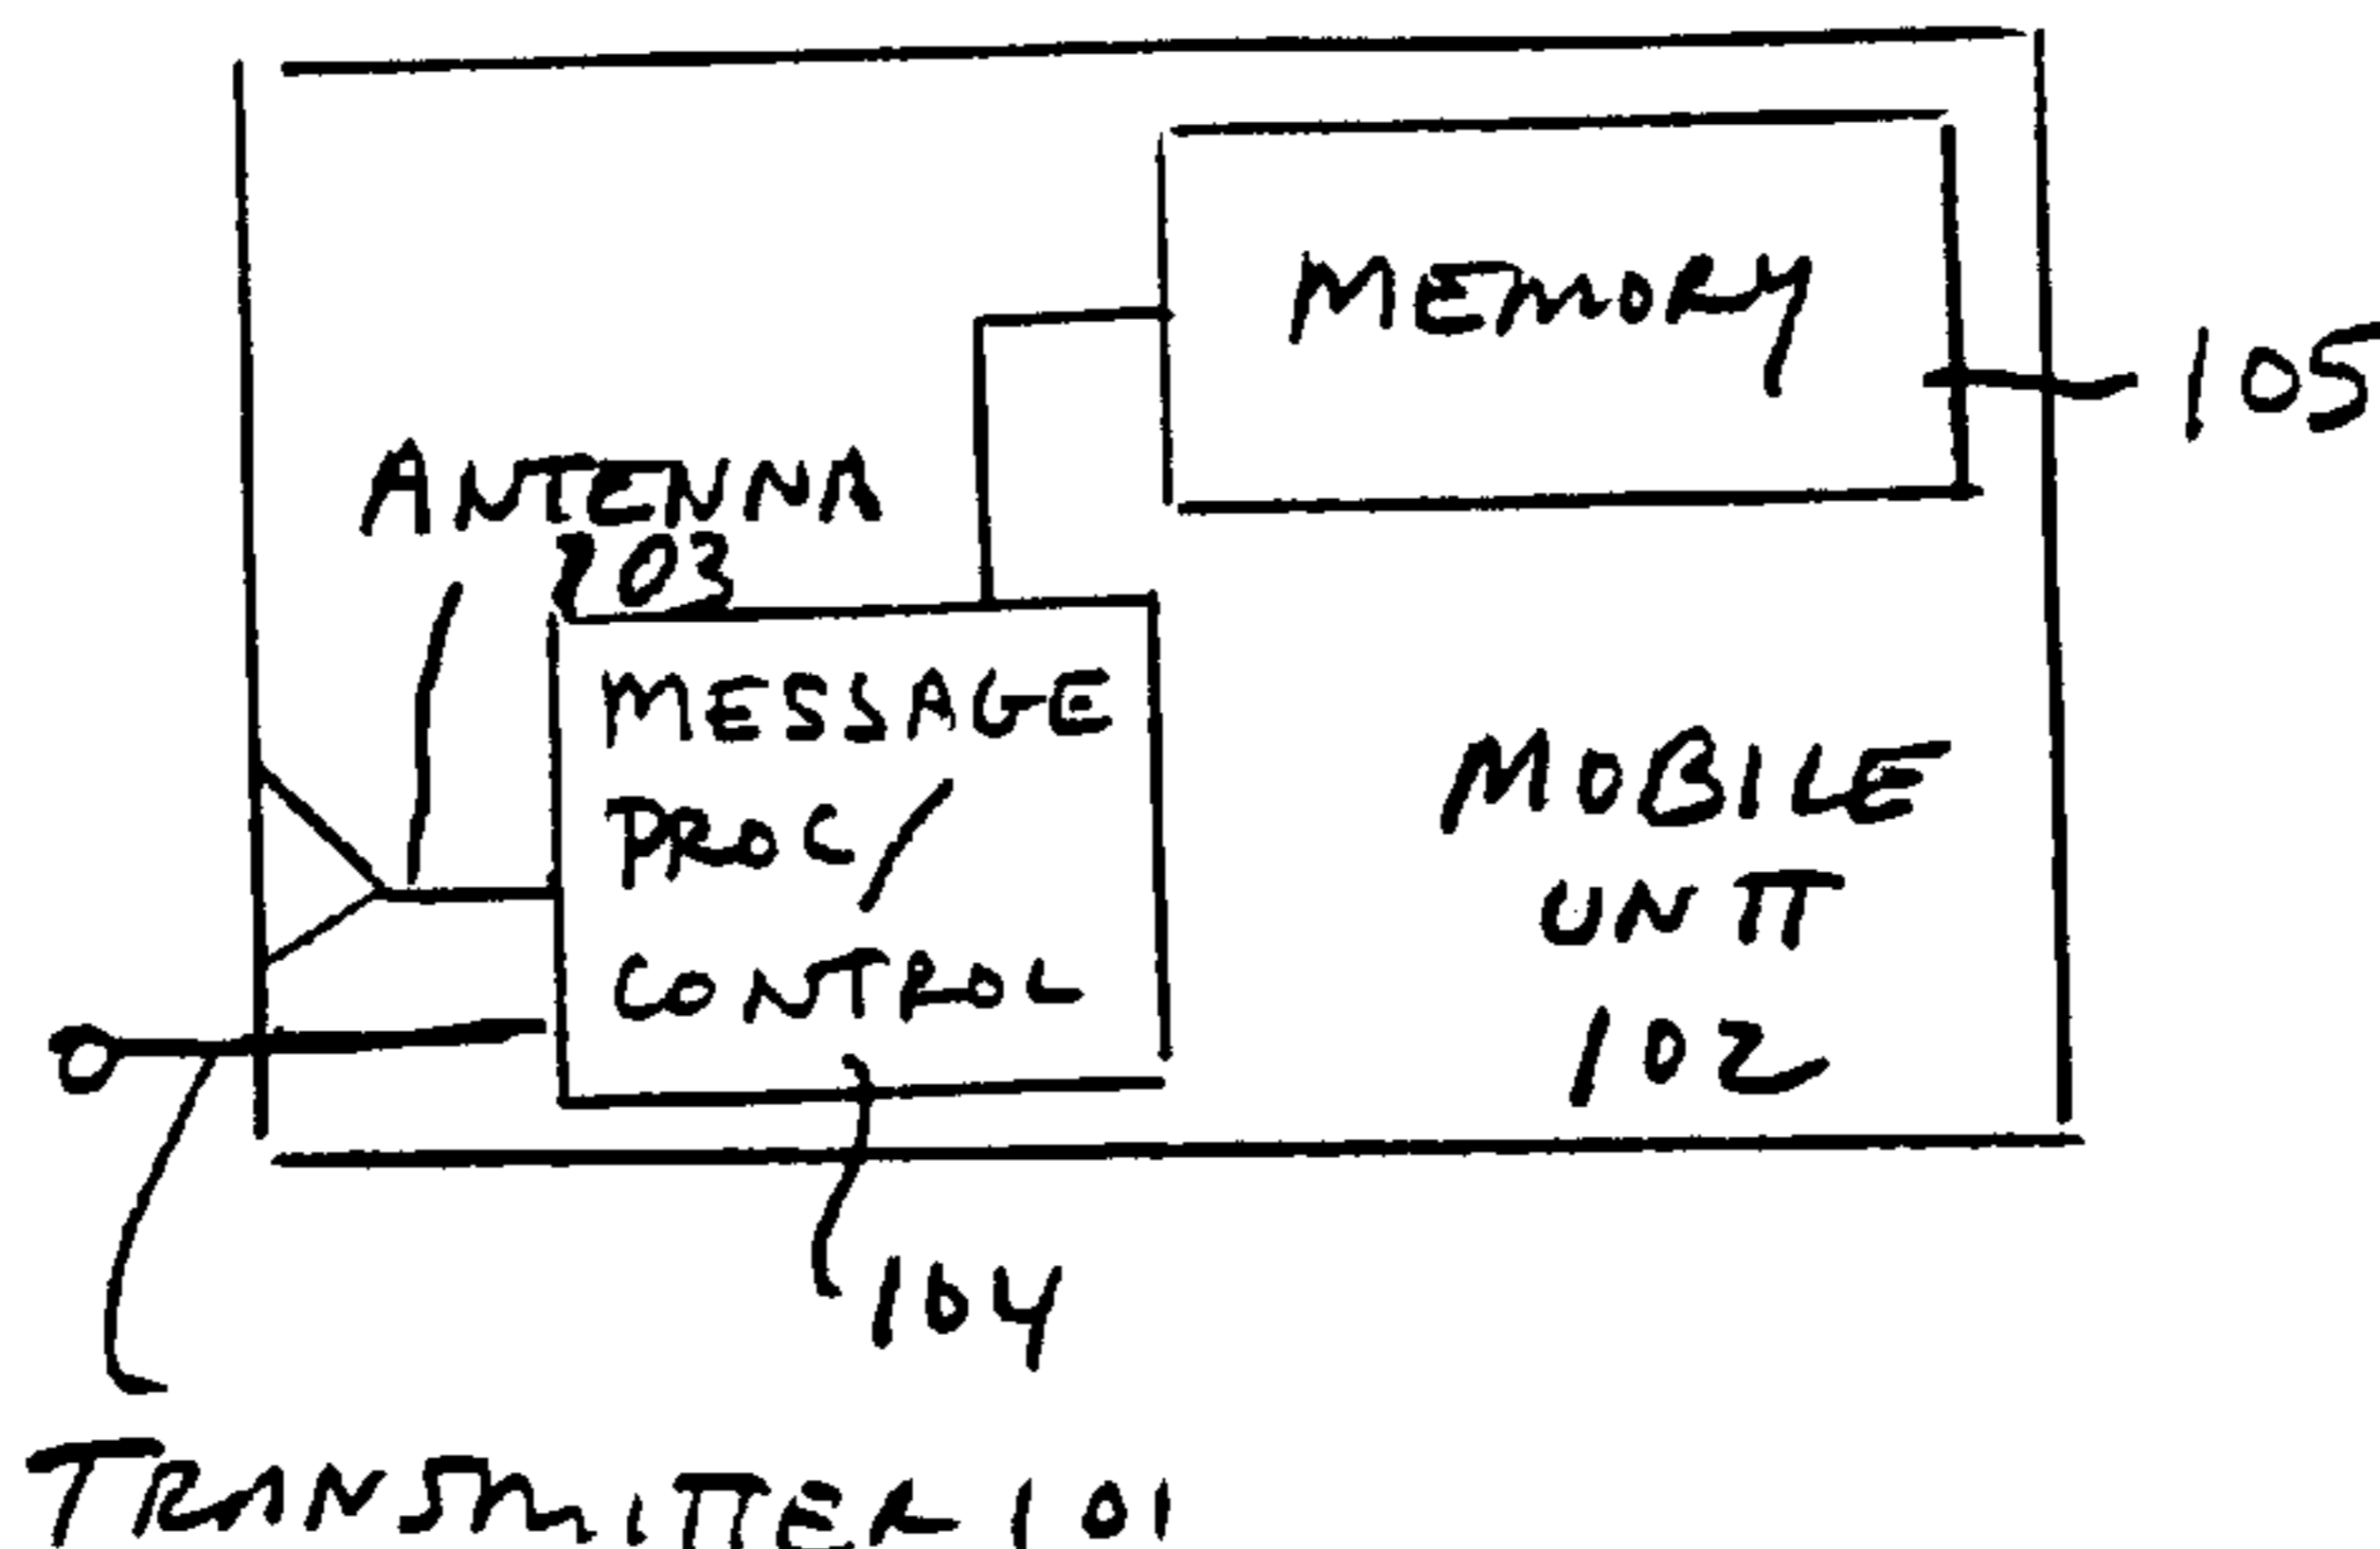 MEMORY
105
ANTENNA
103
MESSAGE
PROC/
CONTROL
MOBILE
UNIT
102
104
TRANSMITTER 101